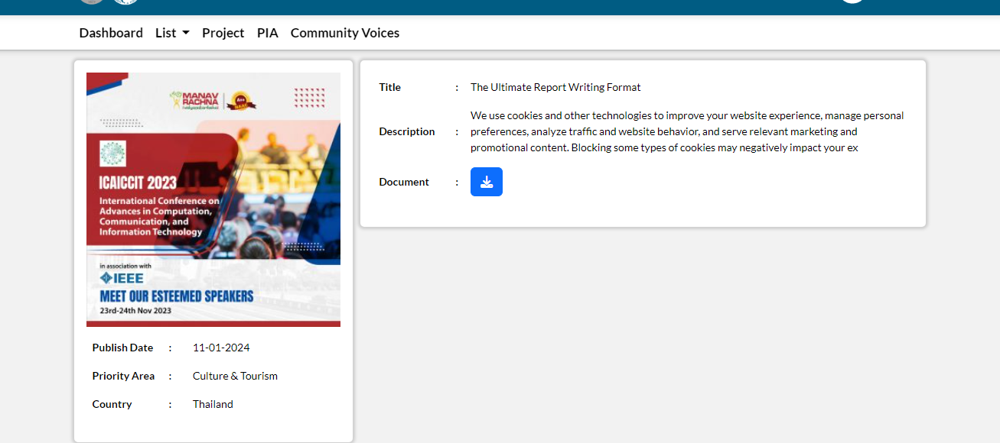 Dashboard
List
Project
PIA
Community Voices
MANAV
RACHNA
ICAICCIT 2023
International Conference on
Advances in Computation,
Communication, and
Information Technology
in association with
IEEE
MEET OUR ESTEEMED SPEAKERS
23rd-24th Nov 2023
Publish Date : 11-01-2024
Priority Area : Culture & Tourism
Country : Thailand
Title : The Ultimate Report Writing Format
Description : We use cookies and other technologies to improve your website experience, manage personal
preferences, analyze traffic and website behavior, and serve relevant marketing and
promotional content. Blocking some types of cookies may negatively impact your ex
Document :